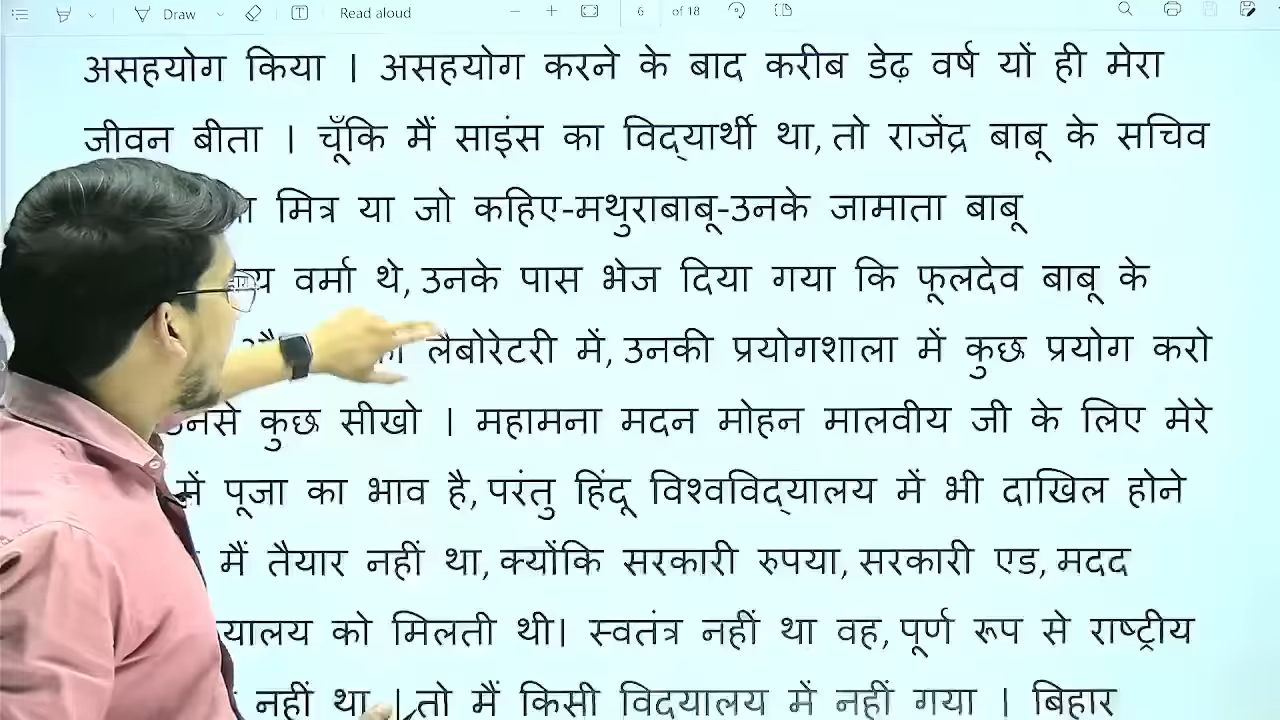 Draw
Read aloud
6 of 18
असहयोग किया । असहयोग करने के बाद करीब डेढ़ वर्ष यों ही मेरा
जीवन बीता । चूँकि मैं साइंस का विद्यार्थी था, तो राजेंद्र बाबू के सचिव
मित्र या जो कहिए-मथुराबाबू-उनके जामाता बाबू
वर्मा थे, उनके पास भेज दिया गया कि फूलदेव बाबू के
लैबोरेटरी में, उनकी प्रयोगशाला में कुछ प्रयोग करो
कुछ सीखो । महामना मदन मोहन मालवीय जी के लिए मेरे
में पूजा का भाव है, परंतु हिंदू विश्वविद्यालय में भी दाखिल होने
मैं तैयार नहीं था, क्योंकि सरकारी रुपया, सरकारी एड, मदद
को मिलती थी। स्वतंत्र नहीं था वह, पूर्ण रूप से राष्ट्रीय
नहीं था । तो मैं किसी विद्यालय में नहीं गया । बिहार